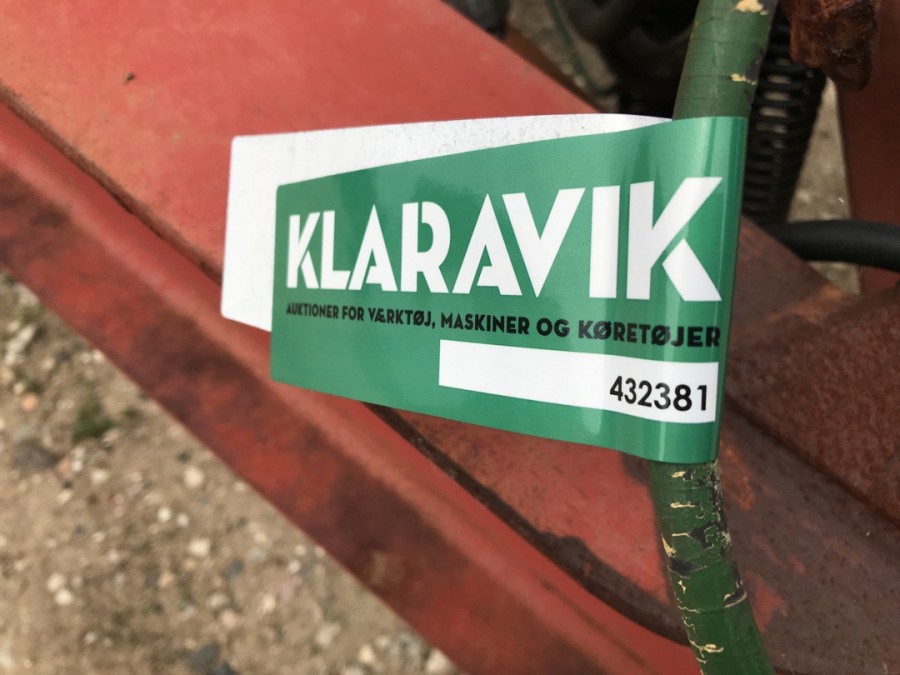 KLARAVIK
AUKTIONER FOR VÆRKTØJ, MASKINER OG KØRETØJER
432381